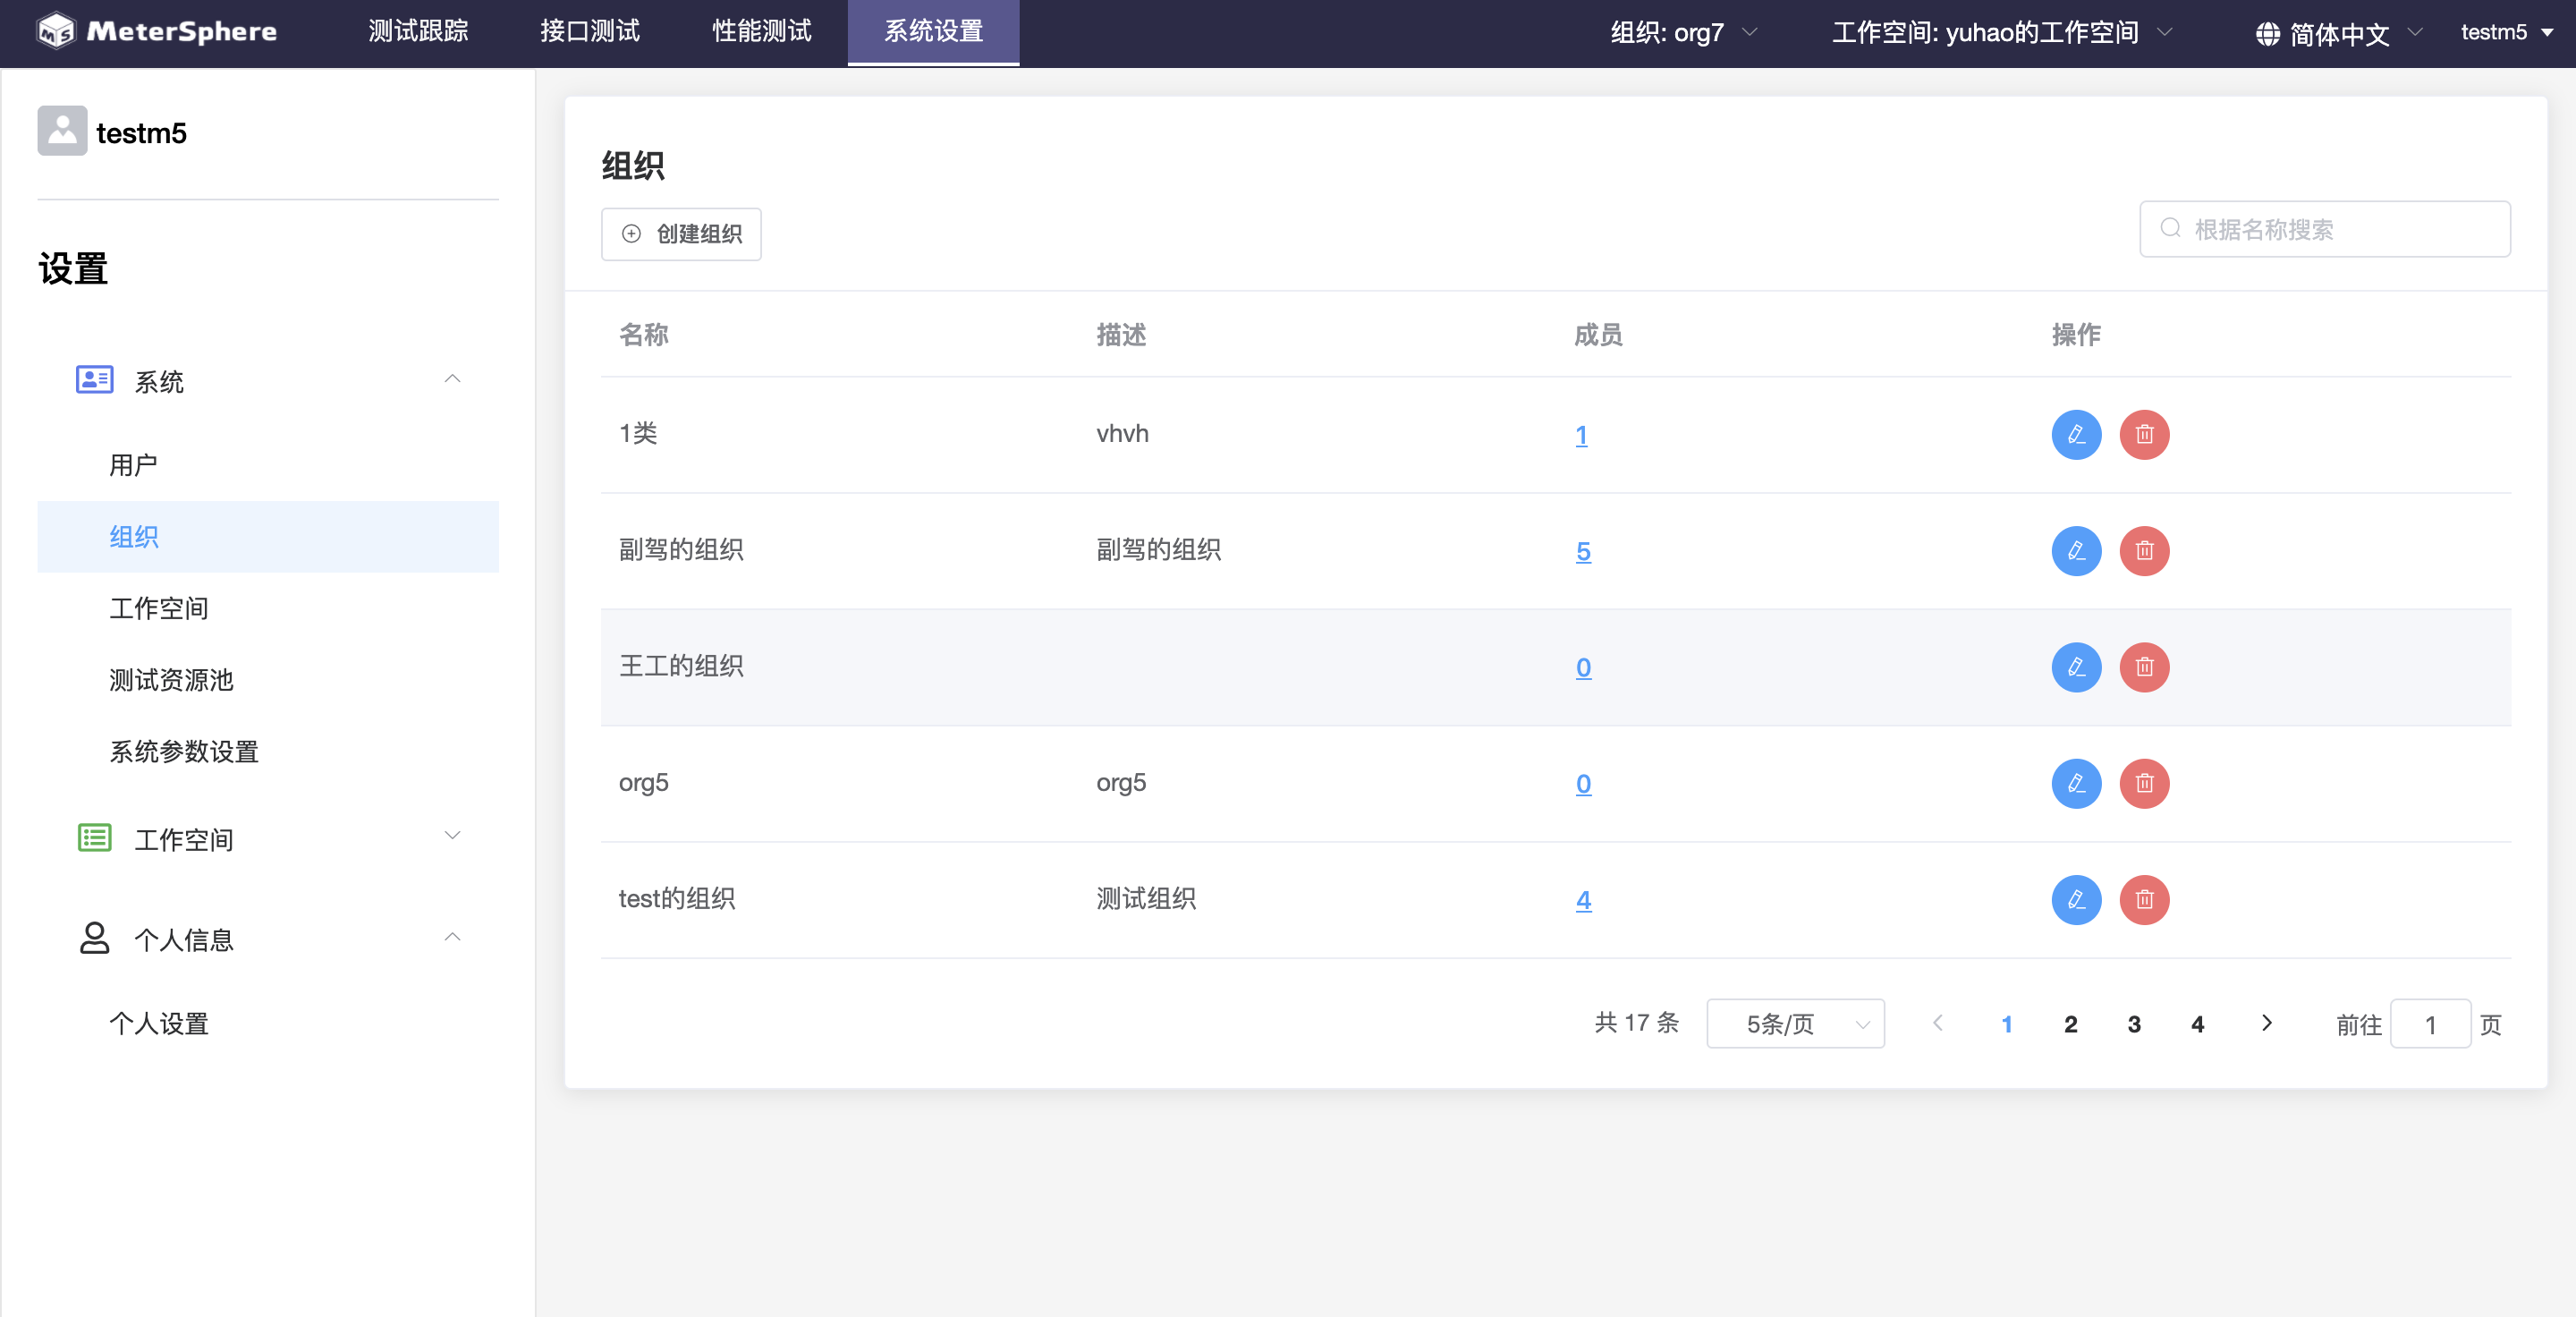 MeterSphere 测试跟踪 接口测试 性能测试 系统设置 组织: org7 工作空间: yuhao的工作空间 简体中文 testm5
testm5
设置
系统
用户
组织
工作空间
测试资源池
系统参数设置
工作空间
个人信息
个人设置
组织
创建组织
根据名称搜索
名称 描述 成员 操作
1类 vhvh 1
副驾的组织 副驾的组织 5
王工的组织 0
org5 org5 0
test的组织 测试组织 4
共 17 条 5条/页 1 2 3 4 前往 1 页